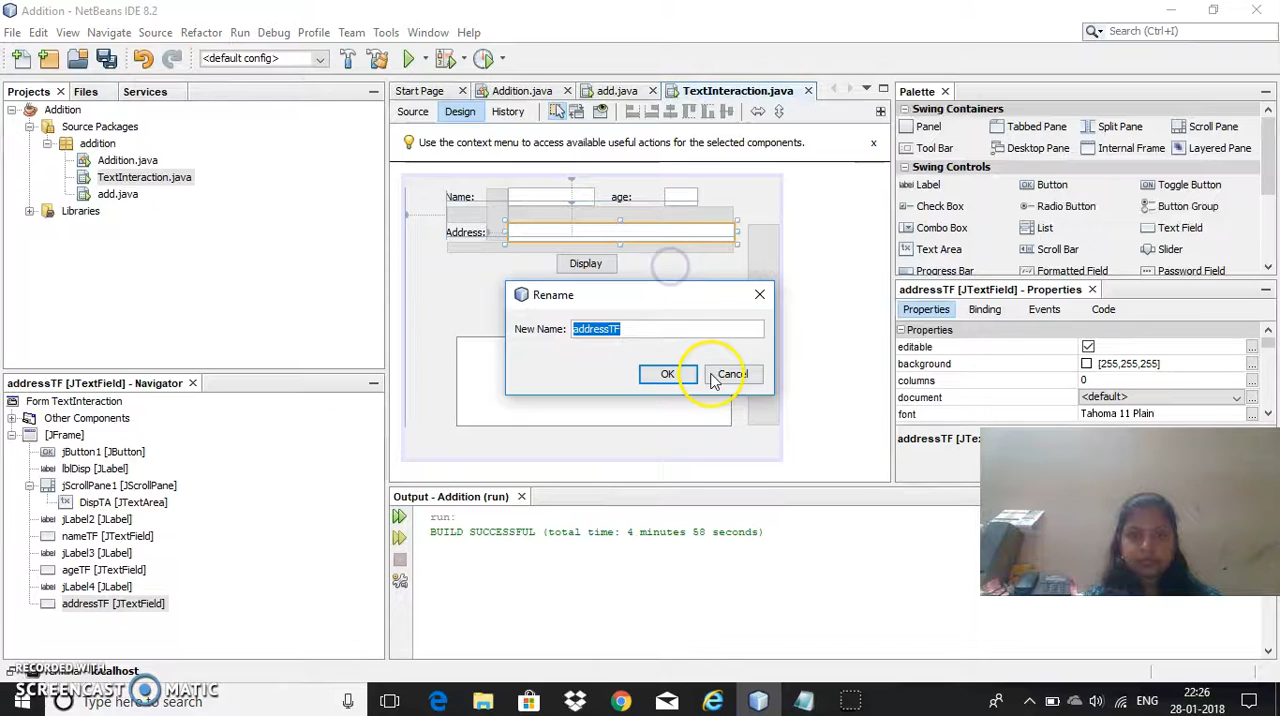 Addition - NetBeans IDE 8.2
File Edit View Navigate Source Refactor Run Debug Profile Team Tools Window Help
Search (Ctrl+I)
<default config>
Projects Files Services
Start Page Addition.java add.java TextInteraction.java
Palette
Addition
Source Packages
addition
Addition.java
TextInteraction.java
add.java
Libraries
Source Design History
Use the context menu to access available useful actions for the selected components.
Name: age:
Address:
Display
Rename
New Name: addressTF
OK Cancel
Swing Containers
Panel Tabbed Pane Split Pane Scroll Pane
Tool Bar Desktop Pane Internal Frame Layered Pane
Swing Controls
Label Button Toggle Button
Check Box Radio Button Button Group
Combo Box List Text Field
Text Area Scroll Bar Slider
Progress Bar Formatted Field Password Field
addressTF [JTextField] - Properties
Properties Binding Events Code
Properties
editable
background [255,255,255]
columns 0
document <default>
font Tahoma 11 Plain
addressTF [JTe
addressTF [JTextField] - Navigator
Form TextInteraction
Other Components
[JFrame]
jButton1 [JButton]
lblDisp [JLabel]
jScrollPane1 [JScrollPane]
DispTA [JTextArea]
jLabel2 [JLabel]
nameTF [JTextField]
jLabel3 [JLabel]
ageTF [JTextField]
jLabel4 [JLabel]
addressTF [JTextField]
Output - Addition (run)
run:
BUILD SUCCESSFUL (total time: 4 minutes 58 seconds)
RECORDED WITH
localhost
SCREENCAST MATIC
here to search
ENG
22:26
28-01-2018